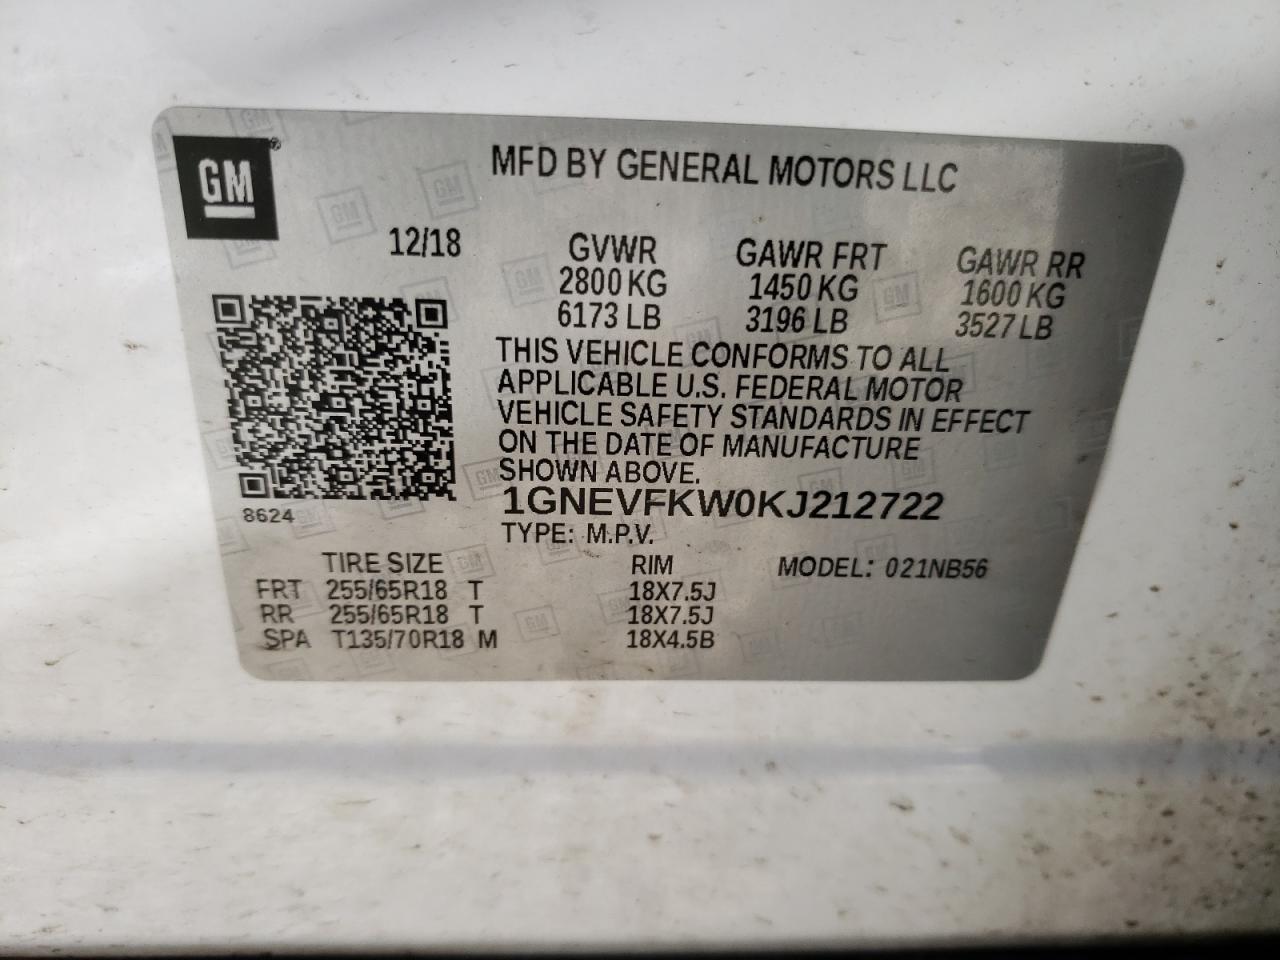 GM
MFD BY GENERAL MOTORS LLC
12/18 GVWR GAWR FRT GAWR RR
2800 KG 1450 KG 1600 KG
6173 LB 3196 LB 3527 LB
THIS VEHICLE CONFORMS TO ALL
APPLICABLE U.S. FEDERAL MOTOR
VEHICLE SAFETY STANDARDS IN EFFECT
ON THE DATE OF MANUFACTURE
SHOWN ABOVE.
8624
1GNEVFKW0KJ212722
TYPE: M.P.V.
TIRE SIZE RIM MODEL: 021NB56
FRT 255/65R18 T 18X7.5J
RR 255/65R18 T 18X7.5J
SPA T135/70R18 M 18X4.5B